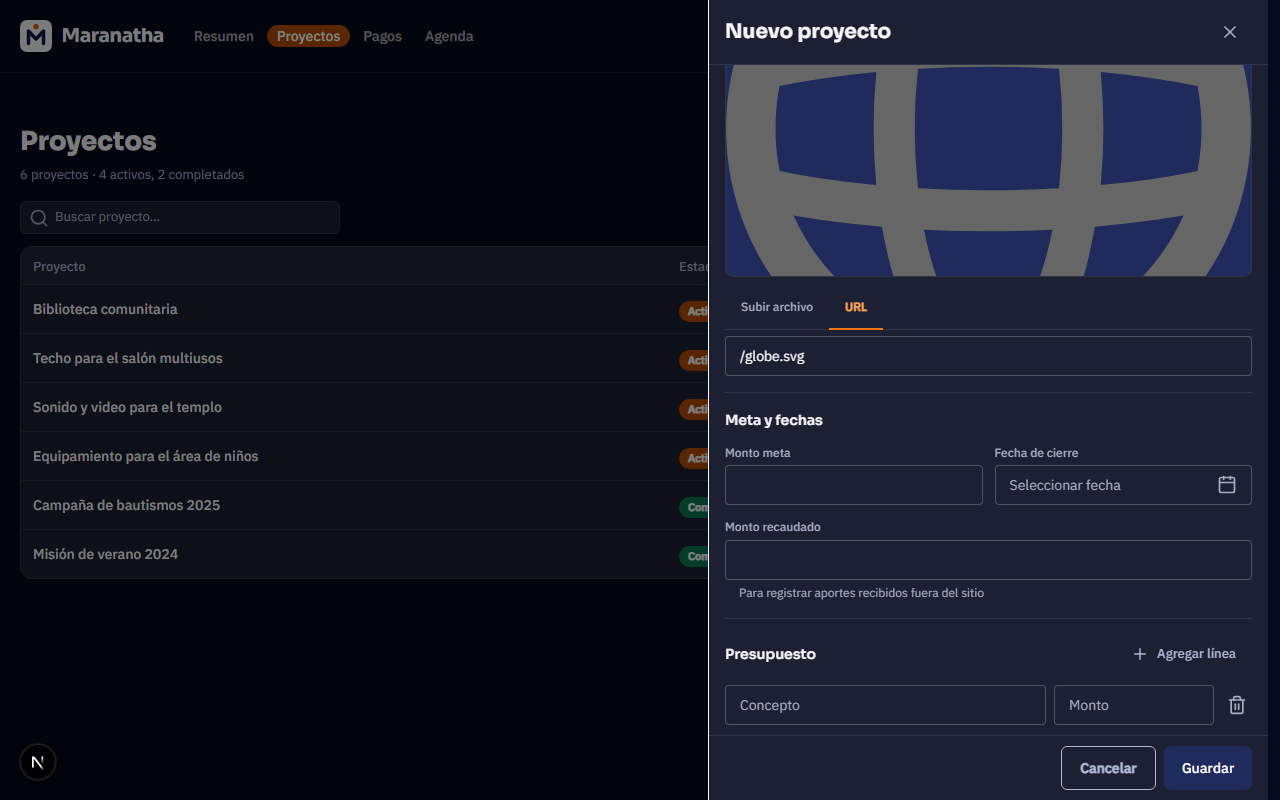 Maranatha
Resumen
Proyectos
Pagos
Agenda
Proyectos
6 proyectos · 4 activos, 2 completados
Buscar proyecto...
Proyecto
Biblioteca comunitaria
Techo para el salón multiusos
Sonido y video para el templo
Equipamiento para el área de niños
Campaña de bautismos 2025
Misión de verano 2024
Nuevo proyecto
Subir archivo
URL
/globe.svg
Meta y fechas
Monto meta
Fecha de cierre
Seleccionar fecha
Monto recaudado
Para registrar aportes recibidos fuera del sitio
Presupuesto
Agregar línea
Concepto
Monto
Cancelar
Guardar